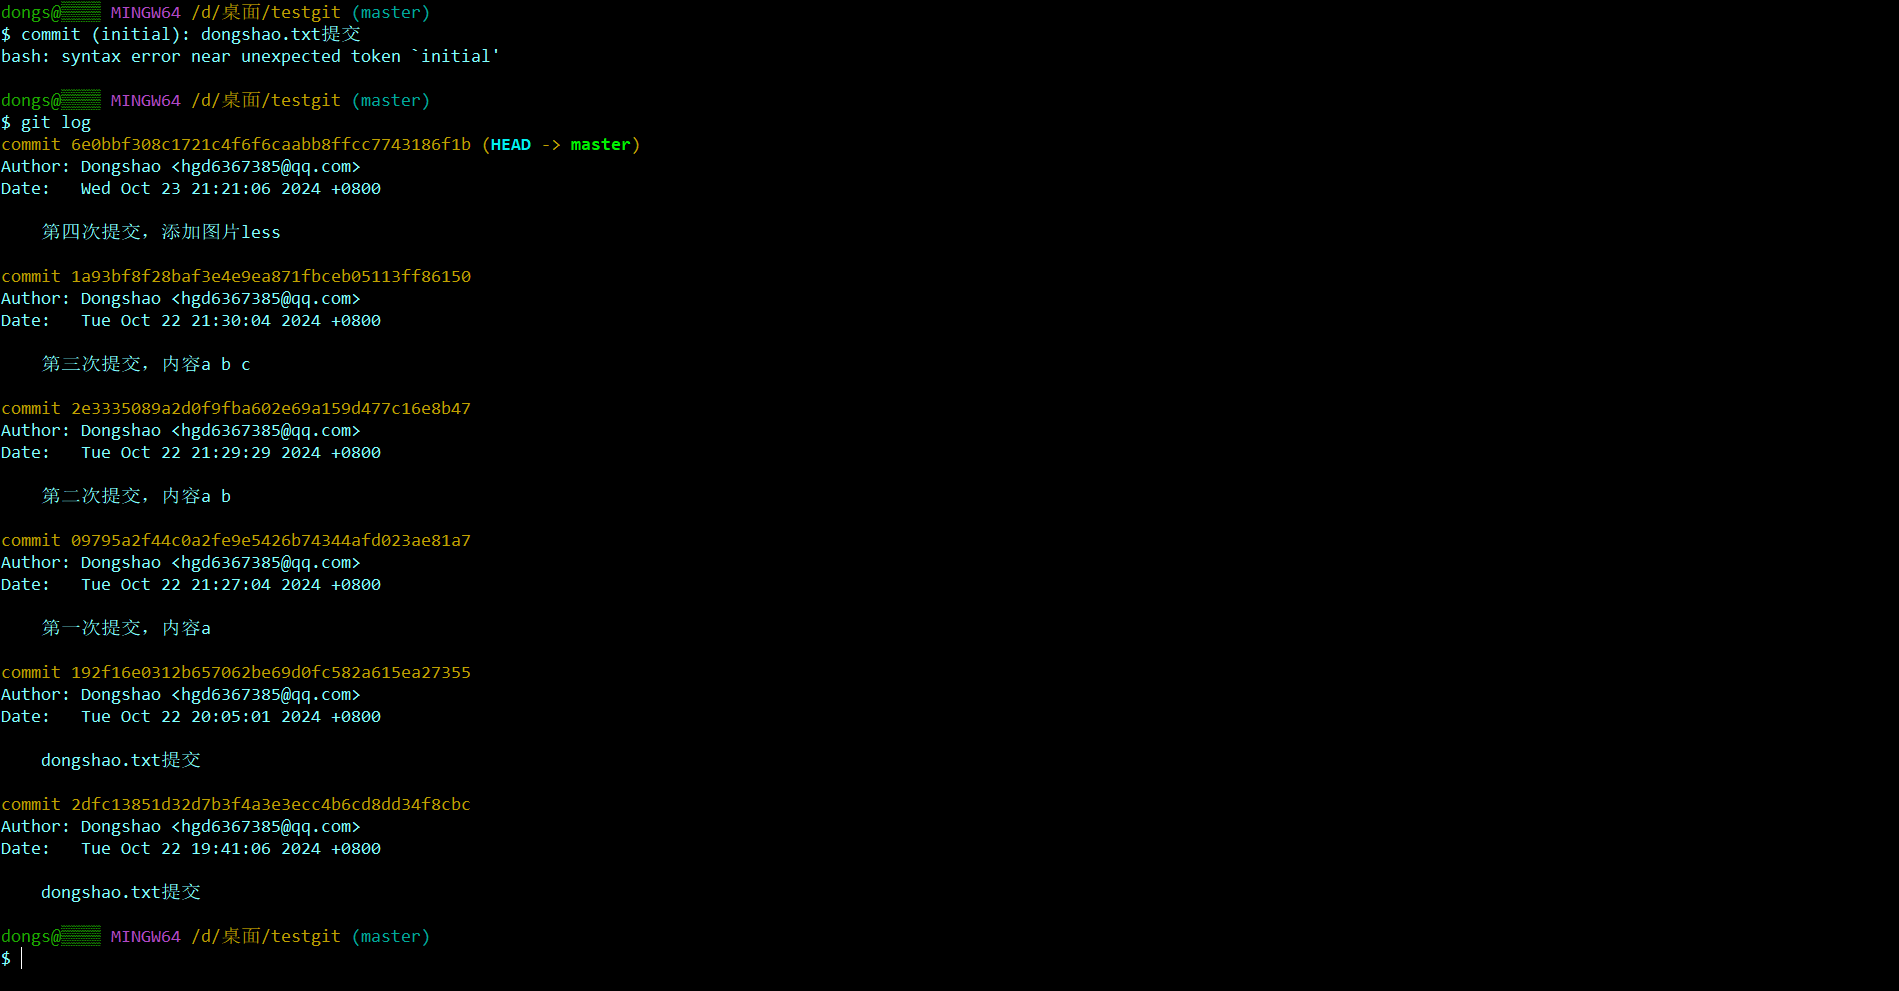 dongs@ MINGW64 /d/桌面/testgit (master)
$ commit (initial): dongshao.txt提交
bash: syntax error near unexpected token `initial'
dongs@ MINGW64 /d/桌面/testgit (master)
$ git log
commit 6e0bbf308c1721c4f6f6caabb8ffcc7743186f1b (HEAD -> master)
Author: Dongshao <hgd6367385@qq.com>
Date:   Wed Oct 23 21:21:06 2024 +0800
第四次提交，添加图片less
commit 1a93bf8f28baf3e4e9ea871fbceb05113ff86150
Author: Dongshao <hgd6367385@qq.com>
Date:   Tue Oct 22 21:30:04 2024 +0800
第三次提交，内容a b c
commit 2e3335089a2d0f9fba602e69a159d477c16e8b47
Author: Dongshao <hgd6367385@qq.com>
Date:   Tue Oct 22 21:29:29 2024 +0800
第二次提交，内容a b
commit 09795a2f44c0a2fe9e5426b74344afd023ae81a7
Author: Dongshao <hgd6367385@qq.com>
Date:   Tue Oct 22 21:27:04 2024 +0800
第一次提交，内容a
commit 192f16e0312b657062be69d0fc582a615ea27355
Author: Dongshao <hgd6367385@qq.com>
Date:   Tue Oct 22 20:05:01 2024 +0800
dongshao.txt提交
commit 2dfc13851d32d7b3f4a3e3ecc4b6cd8dd34f8cbc
Author: Dongshao <hgd6367385@qq.com>
Date:   Tue Oct 22 19:41:06 2024 +0800
dongshao.txt提交
dongs@ MINGW64 /d/桌面/testgit (master)
$